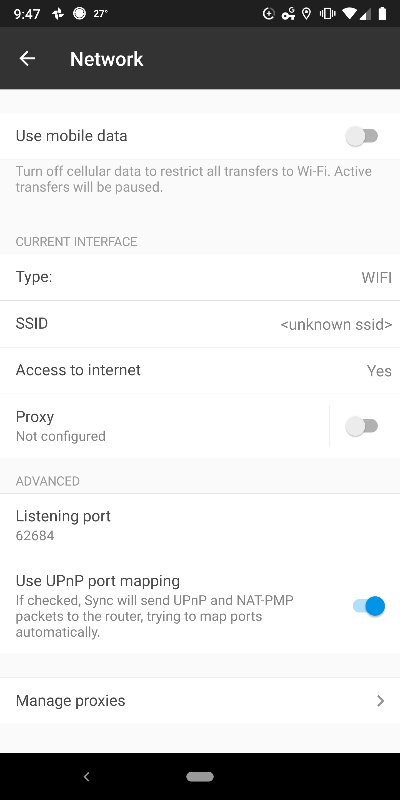 9:47 27°
Network
Use mobile data
Turn off cellular data to restrict all transfers to Wi-Fi. Active
transfers will be paused.
CURRENT INTERFACE
Type: WIFI
SSID <unknown ssid>
Access to internet Yes
Proxy
Not configured
ADVANCED
Listening port
62684
Use UPnP port mapping
If checked, Sync will send UPnP and NAT-PMP
packets to the router, trying to map ports
automatically.
Manage proxies